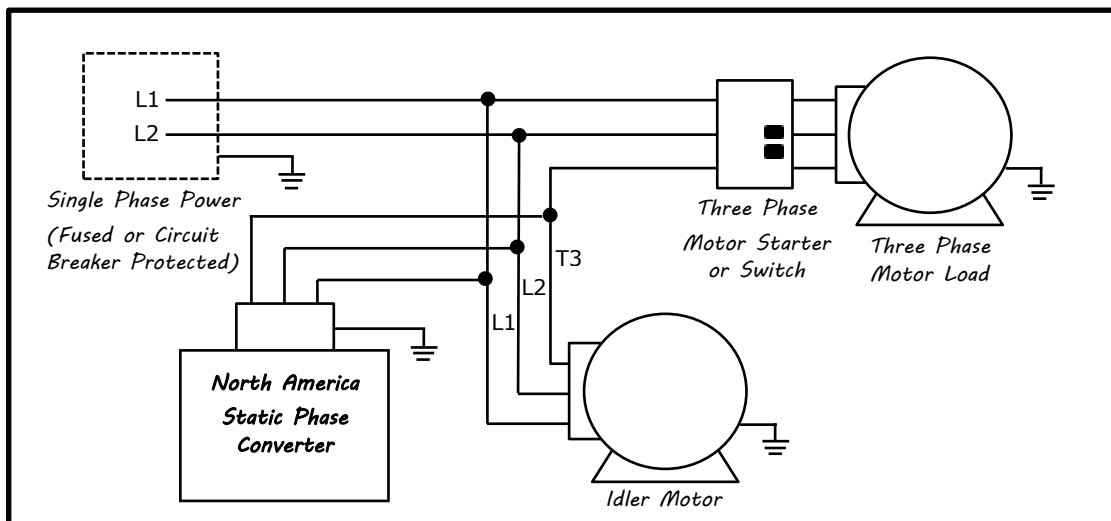 L1
L2
Single Phase Power
(Fused or Circuit
Breaker Protected)
Three Phase
Motor Starter
or Switch
Three Phase
Motor Load
T3
L2
L1
North America
Static Phase
Converter
Idler Motor